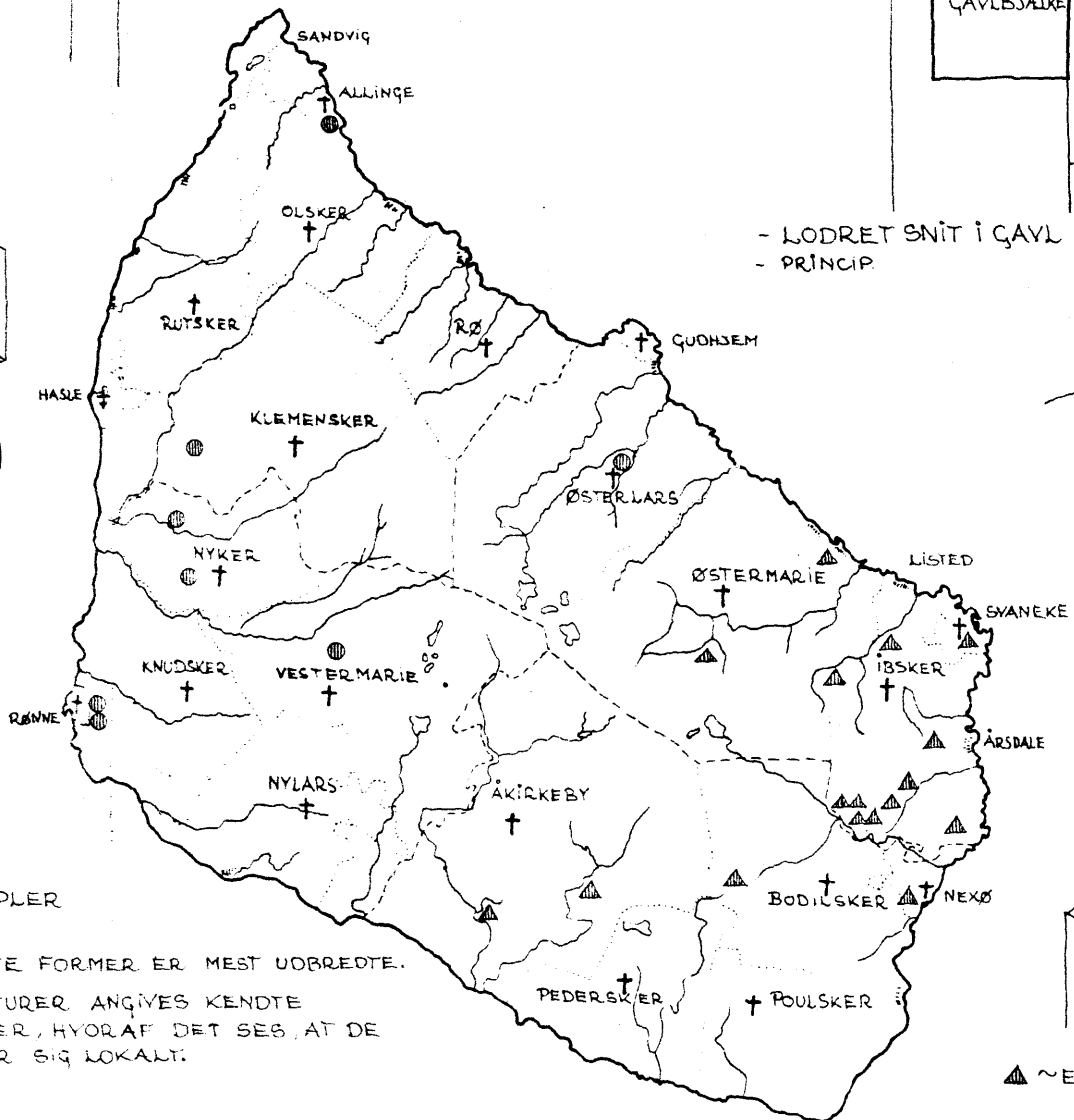 GAVLBJÆLKE
SANDVIG
ALLINGE
OLSKER
- LODRET SNIT I GAVL
- PRINCIP.
RUTSKER
RØ
GUDHJEM
HASLE
KLEMENSKER
ØSTERLARS
NYKER
ØSTERMARIE
LISTED
SVANEKE
KNUDSKER
VESTERMARIE
IBSKER
RØNNE
ÅRSDALE
NYLARS
ÅKIRKEBY
BODILSKER
NEXØ
PLER
TE FORMER ER MEST UDBREDTE.
TURER ANGIVES KENDTE
ER, HVORAF DET SES, AT DE
R SIG LOKALT.
PEDERSKER
POULSKER
~ E